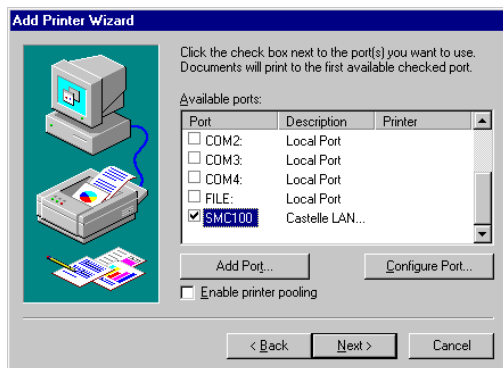 Add Printer Wizard
Click the check box next to the port(s) you want to use.
Documents will print to the first available checked port.
Available ports:
Port Description Printer
COM2: Local Port
COM3: Local Port
COM4: Local Port
FILE: Local Port
SMC100 Castelle LAN...
Add Port... Configure Port...
Enable printer pooling
< Back Next > Cancel